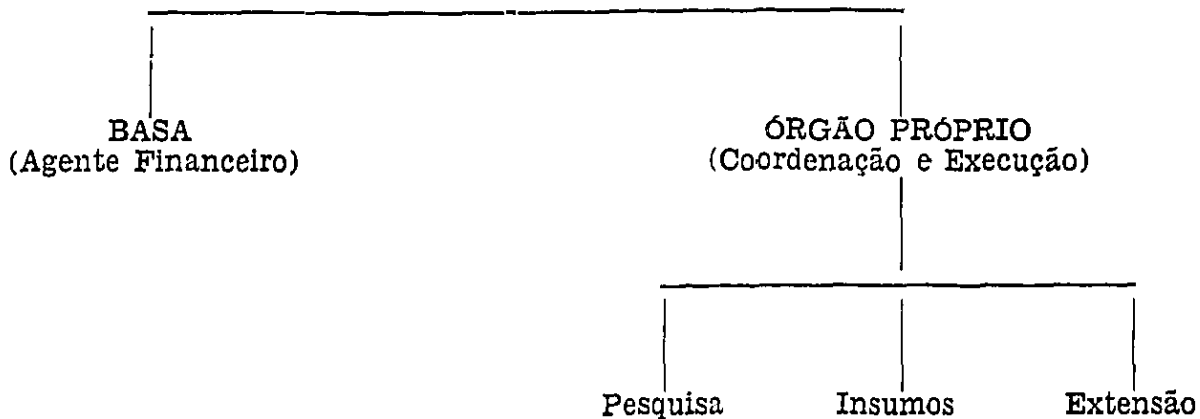 BASA
(Agente Financeiro)
ÓRGÃO PRÓPRIO
(Coordenação e Execução)
Pesquisa
Insumos
Extensão